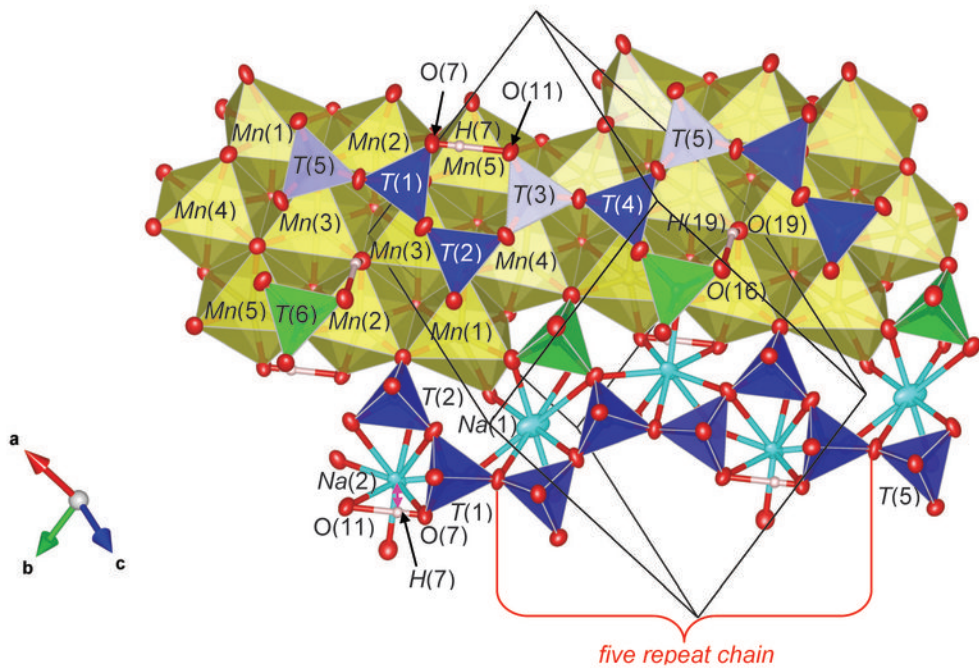 O(7)
O(11)
Mn(1)
Mn(2)
H(7)
T(5)
T(5)
Mn(5)
T(1)
T(3)
T(4)
Mn(4)
Mn(3)
H(19)
O(19)
Mn(3)
T(2)
Mn(4)
O(16)
Mn(5)
T(6)
Mn(2)
Mn(1)
T(2)
Na(1)
a
Na(2)
T(1)
T(5)
O(11)
O(7)
b
c
H(7)
five repeat chain